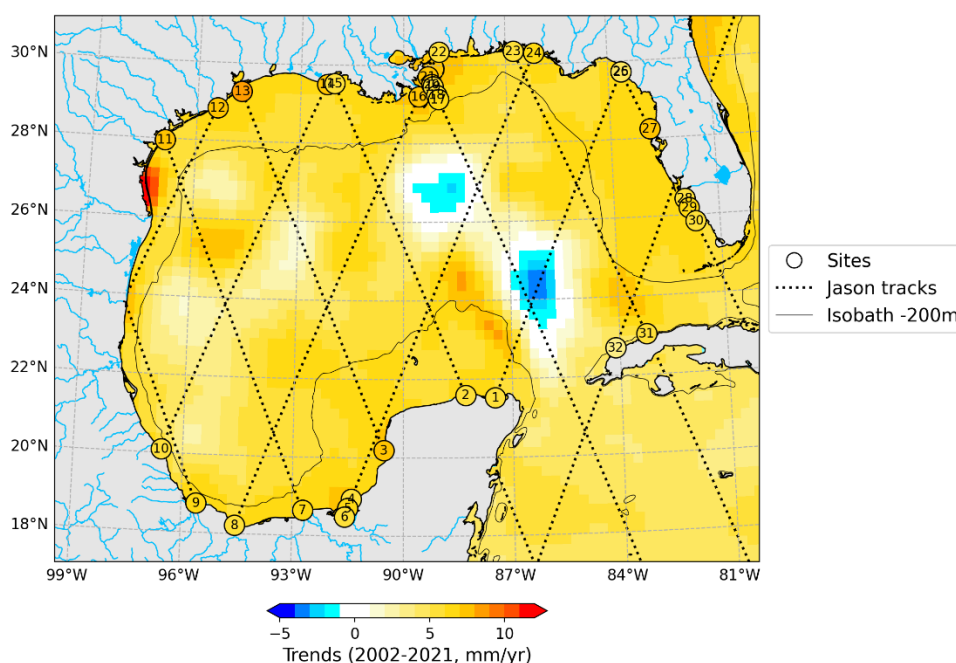 30°N
28°N
26°N
24°N
22°N
20°N
18°N
99°W 96°W 93°W 90°W 87°W 84°W 81°W
22 23 24 26
13 15
12 16 17
11 27
28
29
30
31
32
2 1
10 3
9 7 4
5
8 6
Sites
Jason tracks
Isobath -200m
−5 0 5 10
Trends (2002-2021, mm/yr)